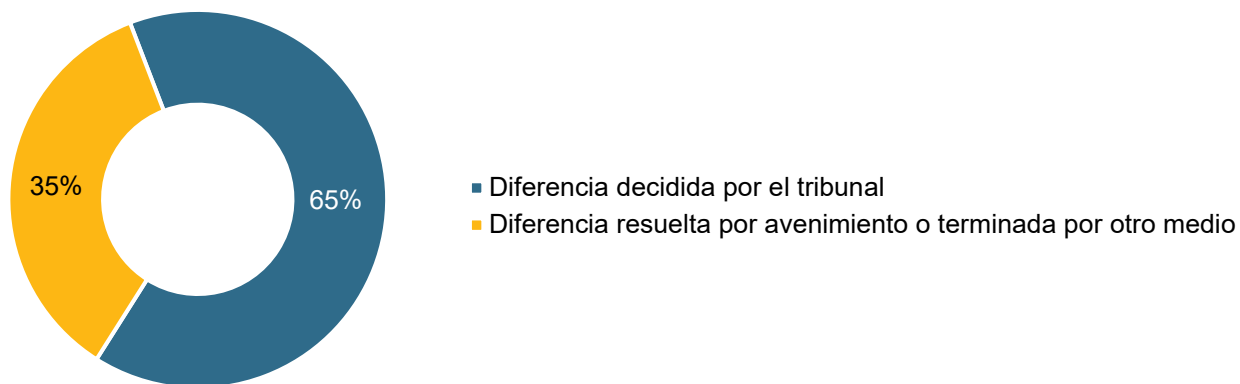 35%
65%
Diferencia decidida por el tribunal
Diferencia resuelta por avenimiento o terminada por otro medio